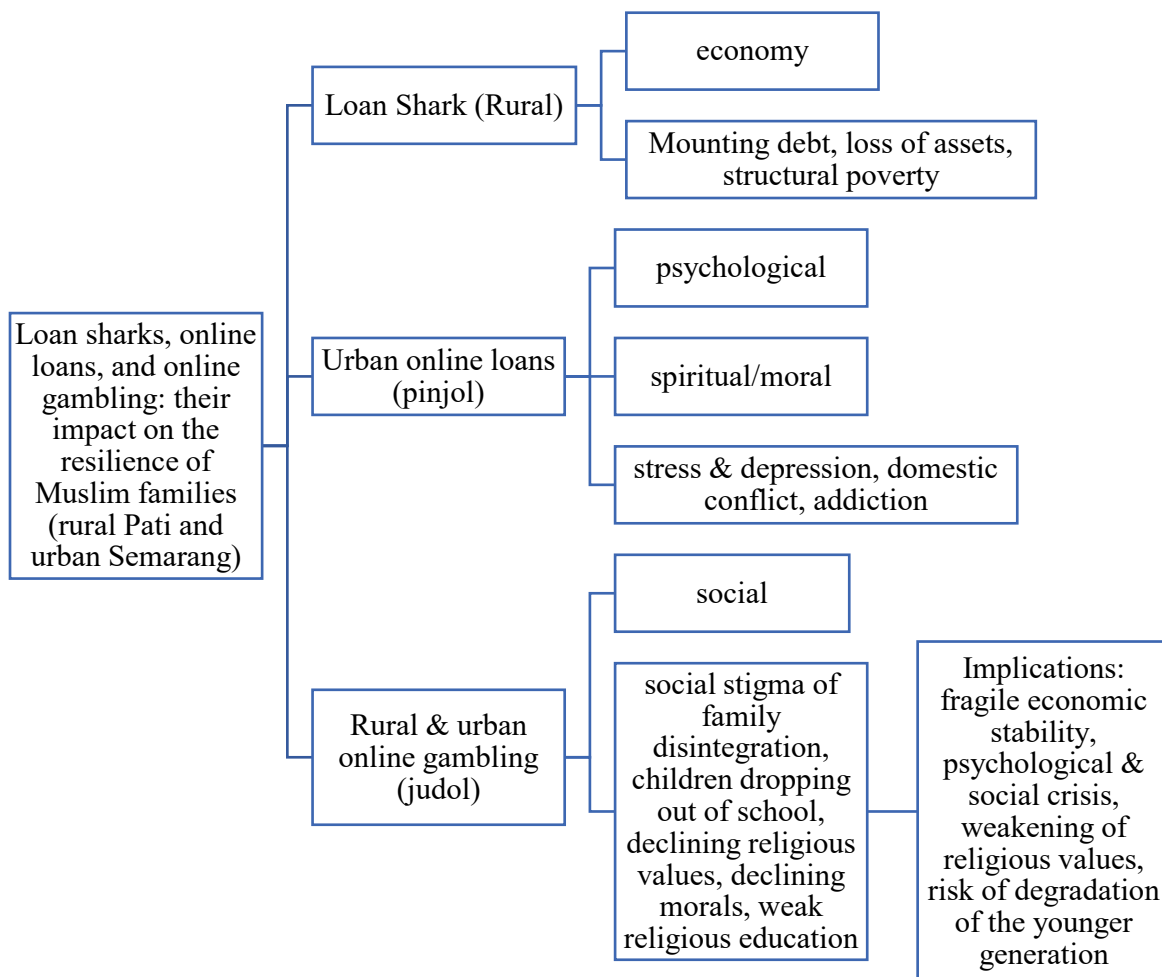 Loan sharks, online
loans, and online
gambling: their
impact on the
resilience of
Muslim families
(rural Pati and
urban Semarang)
Loan Shark (Rural)
economy
Mounting debt, loss of assets,
structural poverty
Urban online loans
(pinjol)
psychological
spiritual/moral
stress & depression, domestic
conflict, addiction
Rural & urban
online gambling
(judol)
social
social stigma of
family
disintegration,
children dropping
out of school,
declining religious
values, declining
morals, weak
religious education
Implications:
fragile economic
stability,
psychological &
social crisis,
weakening of
religious values,
risk of degradation
of the younger
generation